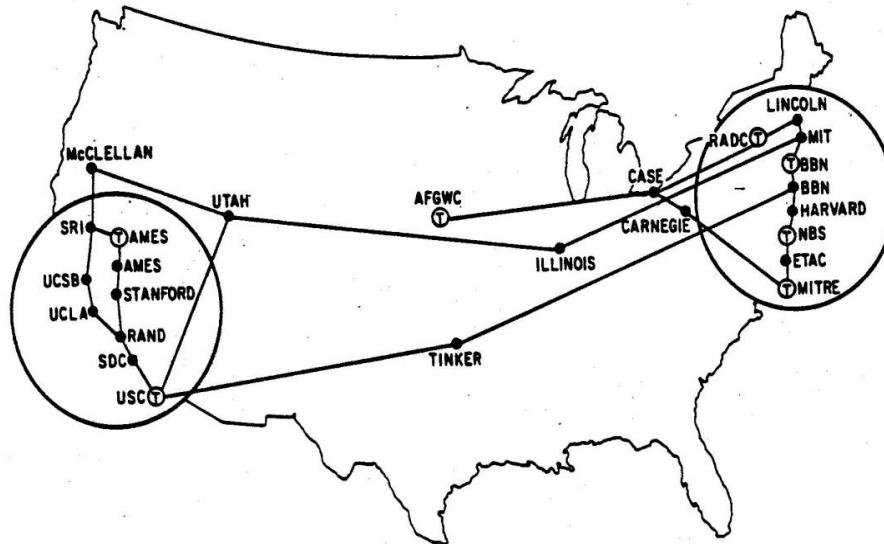 LINCOLN
RADC T
MIT
McCLELLAN
T BBN
CASE
UTAH
AFGWC
T
BBN
CARNEGIE
HARVARD
SRI
T AMES
T NBS
ILLINOIS
AMES
ETAC
UCSB
STANFORD
T MITRE
UCLA
RAND
TINKER
SDC
USC T